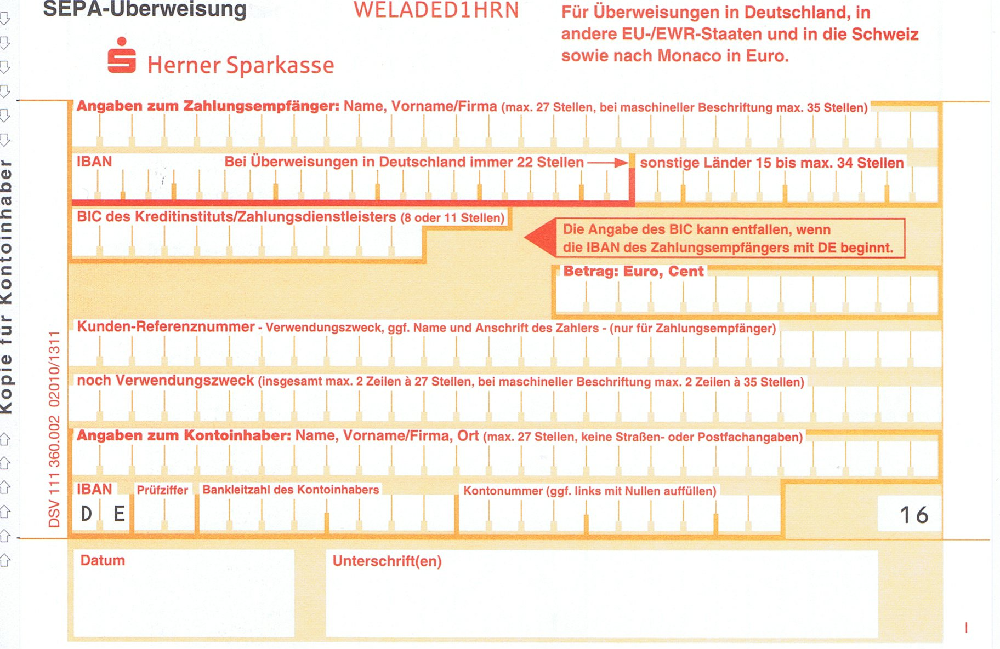 SEPA-Überweisung
WELADED1HRN
Für Überweisungen in Deutschland, in
andere EU-/EWR-Staaten und in die Schweiz
sowie nach Monaco in Euro.
Herner Sparkasse
Angaben zum Zahlungsempfänger: Name, Vorname/Firma (max. 27 Stellen, bei maschineller Beschriftung max. 35 Stellen)
IBAN
Bei Überweisungen in Deutschland immer 22 Stellen
sonstige Länder 15 bis max. 34 Stellen
BIC des Kreditinstituts/Zahlungsdienstleisters (8 oder 11 Stellen)
Die Angabe des BIC kann entfallen, wenn
die IBAN des Zahlungsempfängers mit DE beginnt.
Betrag: Euro, Cent
Kunden-Referenznummer - Verwendungszweck, ggf. Name und Anschrift des Zahlers - (nur für Zahlungsempfänger)
noch Verwendungszweck (insgesamt max. 2 Zeilen à 27 Stellen, bei maschineller Beschriftung max. 2 Zeilen à 35 Stellen)
Angaben zum Kontoinhaber: Name, Vorname/Firma, Ort (max. 27 Stellen, keine Straßen- oder Postfachangaben)
IBAN
Prüfziffer
Bankleitzahl des Kontoinhabers
Kontonummer (ggf. links mit Nullen auffüllen)
D E
16
Datum
Unterschrift(en)
I
Kopie für Kontoinhaber
DSV 111 360.002 02010/1311